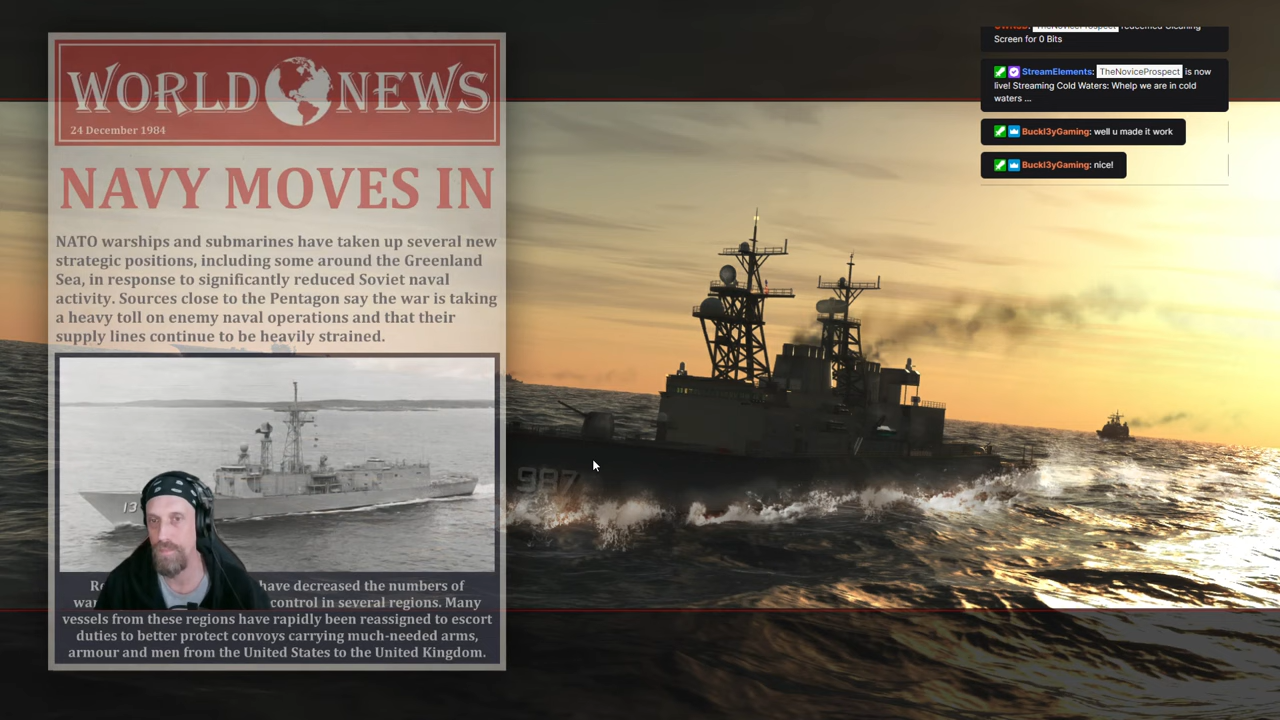 WORLD NEWS
24 December 1984
NAVY MOVES IN
NATO warships and submarines have taken up several new
strategic positions, including some around the Greenland
Sea, in response to significantly reduced Soviet naval
activity. Sources close to the Pentagon say the war is taking
a heavy toll on enemy naval operations and that their
supply lines continue to be heavily strained.
13
have decreased the numbers of
control in several regions. Many
vessels from these regions have rapidly been reassigned to escort
duties to better protect convoys carrying much-needed arms,
armour and men from the United States to the United Kingdom.
987
Screen for 0 Bits
StreamElements: TheNoviceProspect is now
live! Streaming Cold Waters: Whelp we are in cold
waters ...
Buckl3yGaming: well u made it work
Buckl3yGaming: nice!